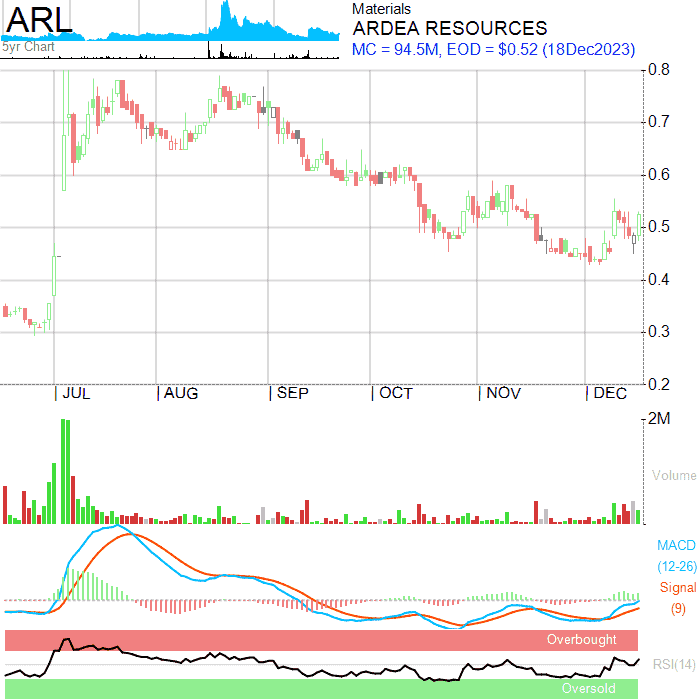 ARL
5yr Chart
Materials
ARDEA RESOURCES
MC = 94.5M, EOD = $0.52 (18Dec2023)
0.8
0.7
0.6
0.5
0.4
0.3
0.2
| JUL | AUG | SEP | OCT | NOV | DEC
2M
Volume
MACD
(12-26)
Signal
(9)
Overbought
RSI(14)
Oversold